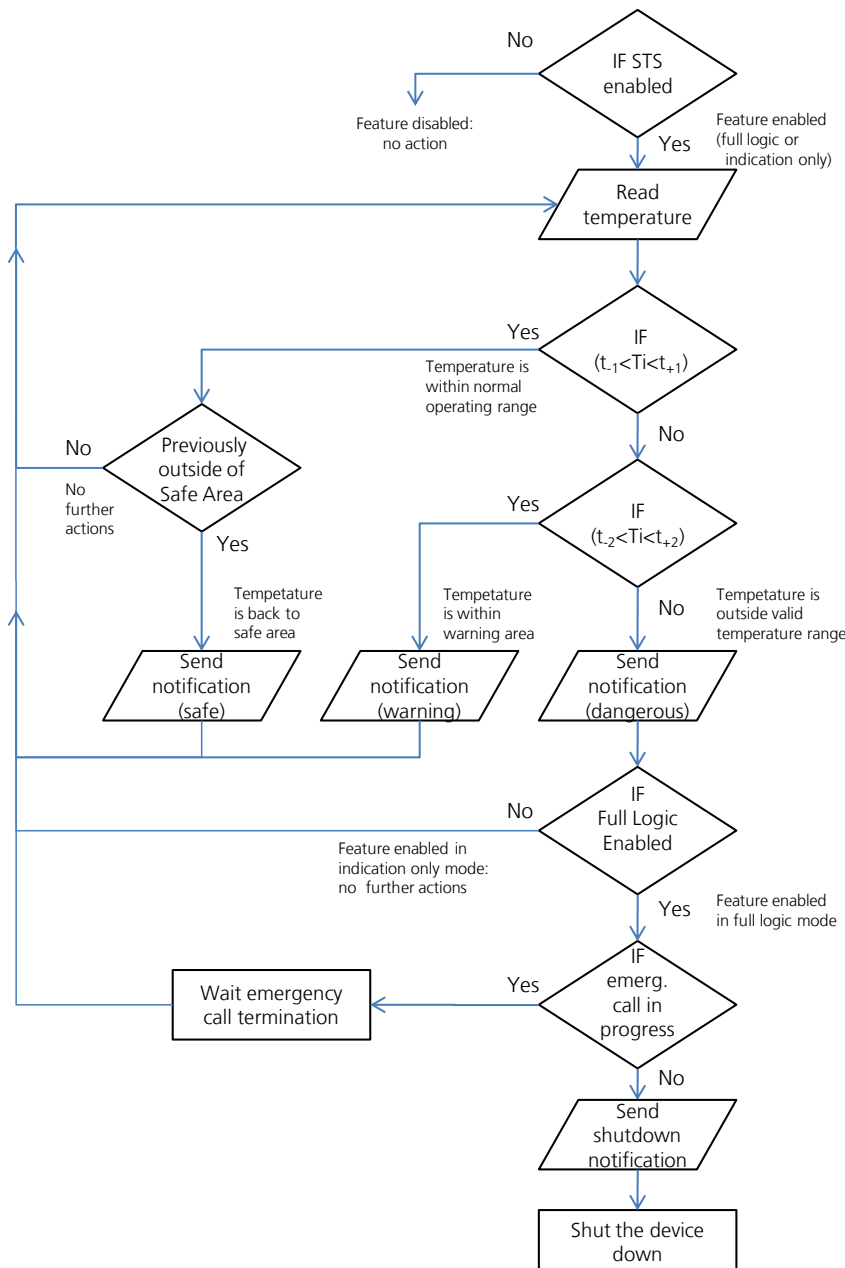 No
IF STS
enabled
Feature disabled:
no action
Yes
Feature enabled
(full logic or
indication only)
Read
temperature
Yes
IF
(t-1<Ti<t+1)
Temperature is
within normal
operating range
No
No
Previously
outside of
Safe Area
No
further
actions
Yes
Yes
IF
(t-2<Ti<t+2)
Tempetature
is back to
safe area
Tempetature
is within
warning area
No
Tempetature is
outside valid
temperature range
Send
notification
(safe)
Send
notification
(warning)
Send
notification
(dangerous)
No
IF
Full Logic
Enabled
Feature enabled in
indication only mode:
no further actions
Yes
Feature enabled
in full logic mode
Wait emergency
call termination
Yes
IF
emerg.
call in
progress
No
Send
shutdown
notification
Shut the device
down